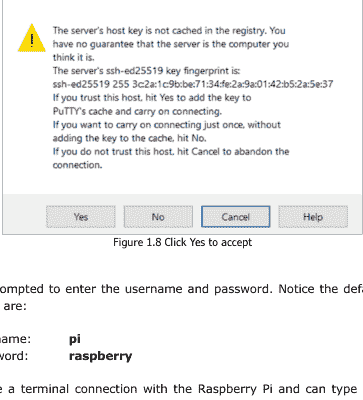 The server's host key is not cached in the registry. You
have no guarantee that the server is the computer you
think it is.
The server's ssh-ed25519 key fingerprint is:
ssh-ed25519 255 3c:2a:1c:9b:be:71:34:fe:2a:9a:01:42:b5:2a:5e:37
If you trust this host, hit Yes to add the key to
PuTTY's cache and carry on connecting.
If you want to carry on connecting just once, without
adding the key to the cache, hit No.
If you do not trust this host, hit Cancel to abandon the
connection.
Yes No Cancel Help
Figure 1.8 Click Yes to accept
ompted to enter the username and password. Notice the defa
are:
name: pi
word: raspberry
e a terminal connection with the Raspberry Pi and can type